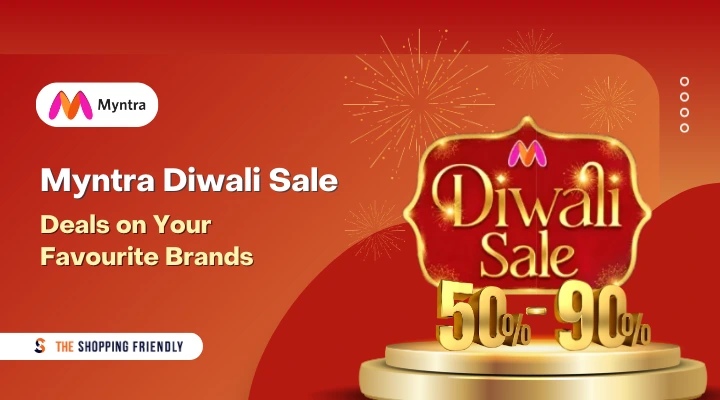 Myntra
Myntra Diwali Sale
Deals on Your
Favourite Brands
THE SHOPPING FRIENDLY
Diwali
Sale
50%-90%